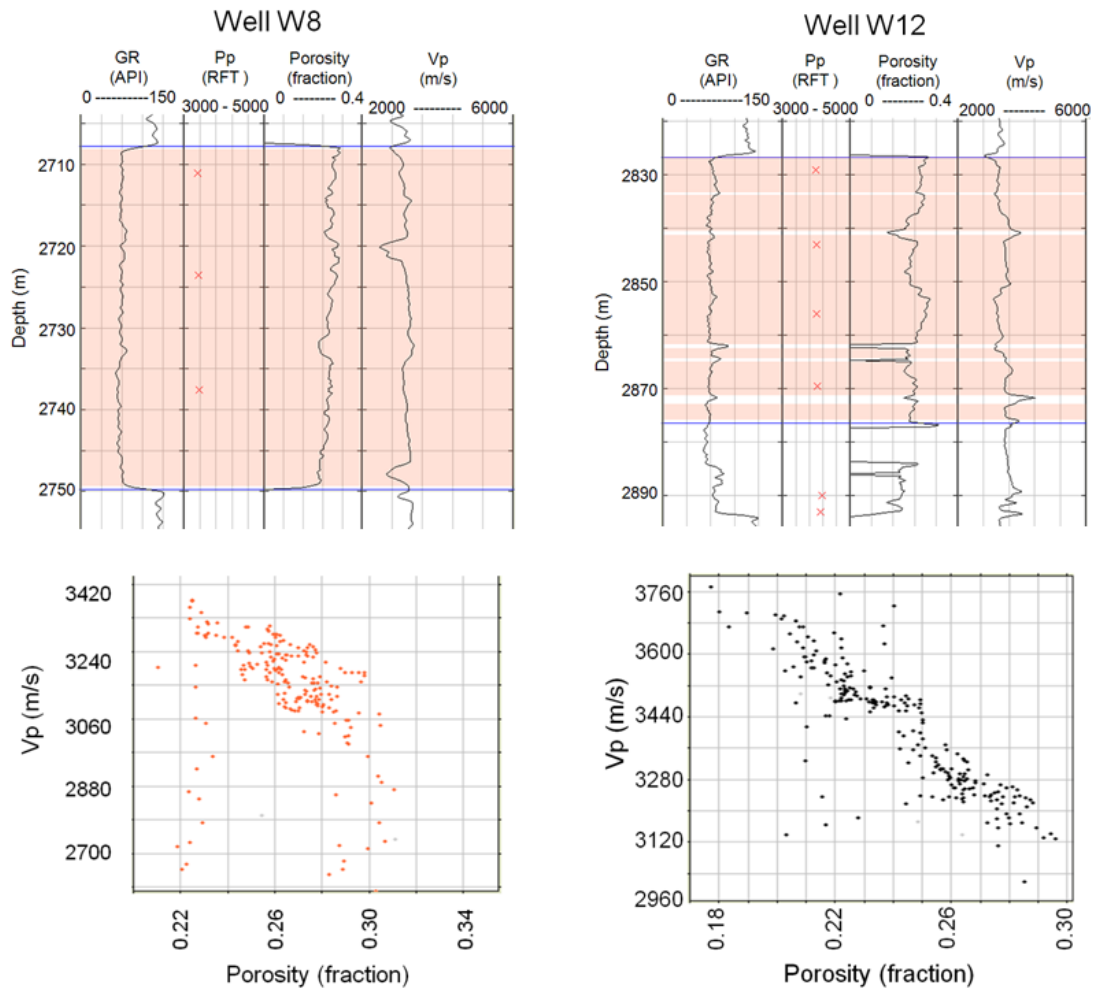 Well W8
GR
(API)
Pp
(RFT )
Porosity
(fraction)
Vp
(m/s)
0 ---------- 150
3000 - 5000
0 ------- 0.4
2000 ------- 6000
Depth (m)
2710
2720
2730
2740
2750
Well W12
GR
(API)
Pp
(RFT )
Porosity
(fraction)
Vp
(m/s)
0 ---------- 150
3000 - 5000
0 ------- 0.4
2000 ------- 6000
Depth (m)
2830
2850
2870
2890
Vp (m/s)
3420
3240
3060
2880
2700
0.22
0.26
0.30
0.34
Porosity (fraction)
Vp (m/s)
3760
3600
3440
3280
3120
2960
0.18
0.22
0.26
0.30
Porosity (fraction)